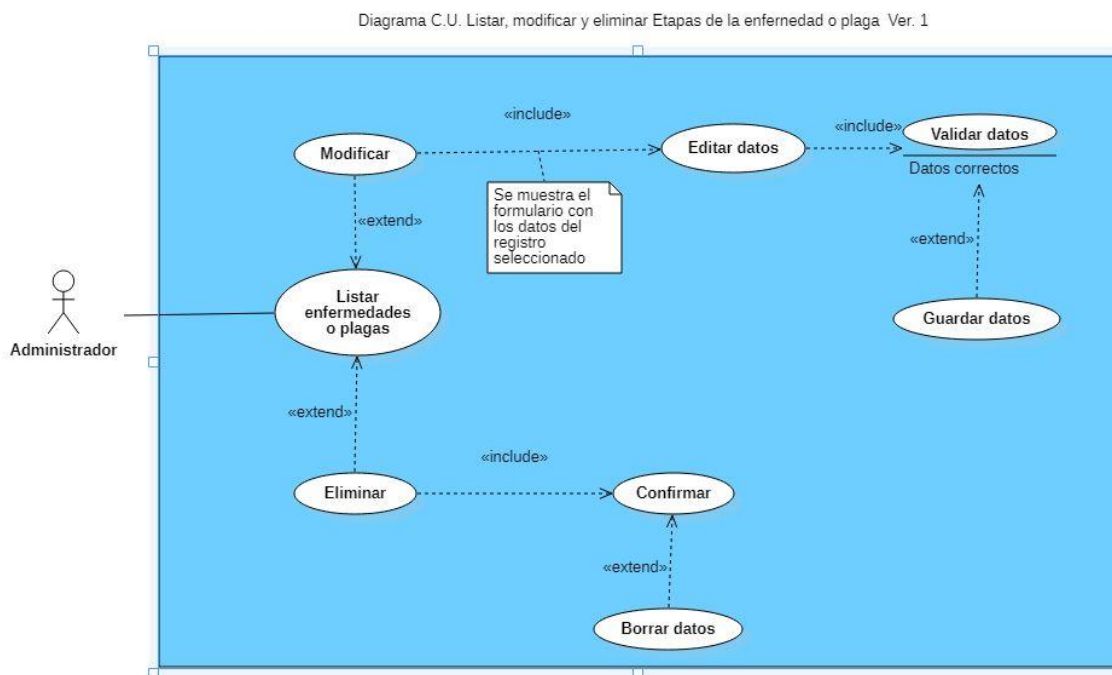 Diagrama C.U. Listar, modificar y eliminar Etapas de la enfernedad o plaga  Ver. 1
«include»
«include»
Validar datos
Modificar
Editar datos
Datos correctos
Se muestra el
formulario con
los datos del
registro
seleccionado
«extend»
«extend»
Listar
enfermedades
o plagas
Guardar datos
Administrador
«extend»
«include»
Eliminar
Confirmar
«extend»
Borrar datos